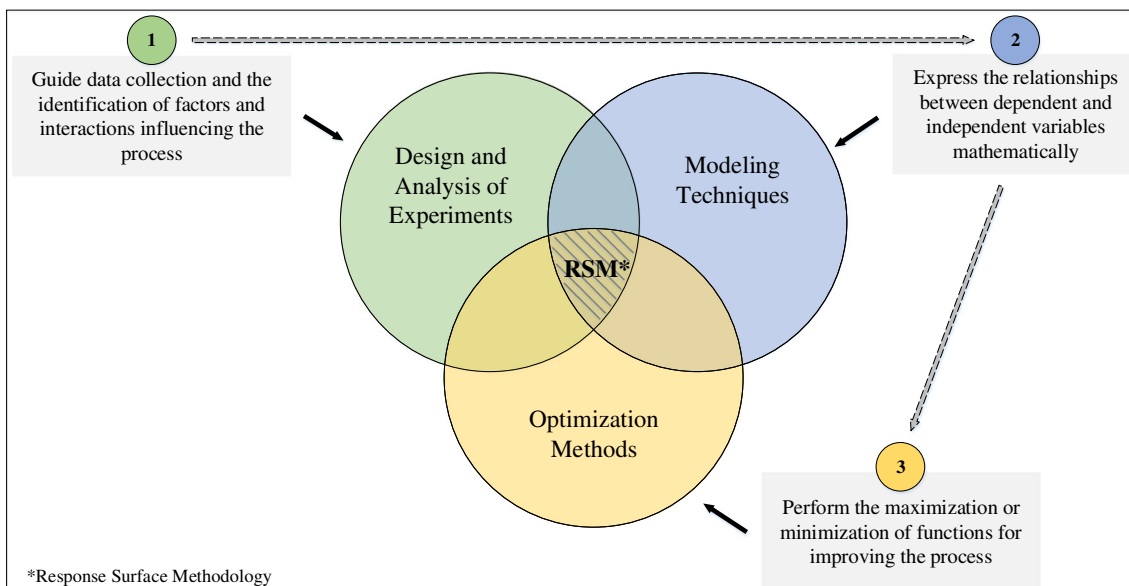 1
Guide data collection and the
identification of factors and
interactions influencing the
process
2
Express the relationships
between dependent and
independent variables
mathematically
Design and
Analysis of
Experiments
Modeling
Techniques
RSM*
Optimization
Methods
3
Perform the maximization or
minimization of functions for
improving the process
*Response Surface Methodology